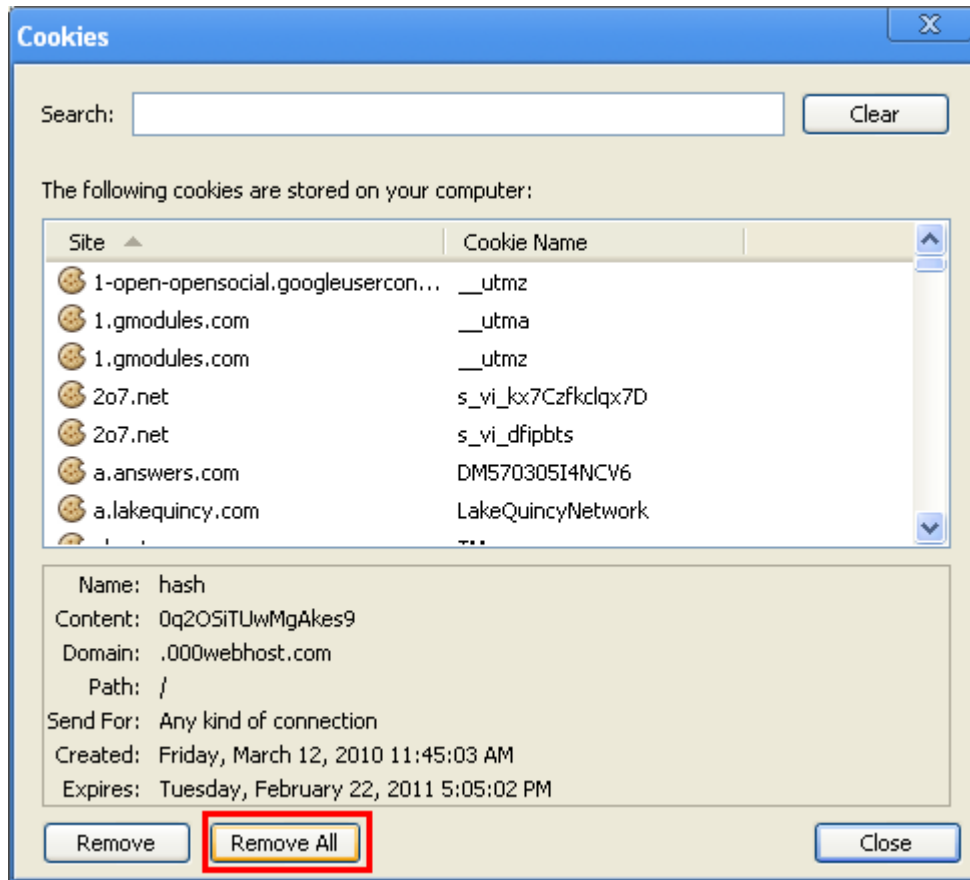 Cookies
Search:
Clear
The following cookies are stored on your computer:
Site Cookie Name
1-open-opensocial.googleusercon... __utmz
1.gmodules.com __utma
1.gmodules.com __utmz
2o7.net s_vi_kx7Czfkclqx7D
2o7.net s_vi_dfipbts
a.answers.com DM570305I4NCV6
a.lakequincy.com LakeQuincyNetwork
Name: hash
Content: 0q2OSiTUwMgAkes9
Domain: .000webhost.com
Path: /
Send For: Any kind of connection
Created: Friday, March 12, 2010 11:45:03 AM
Expires: Tuesday, February 22, 2011 5:05:02 PM
Remove Remove All Close